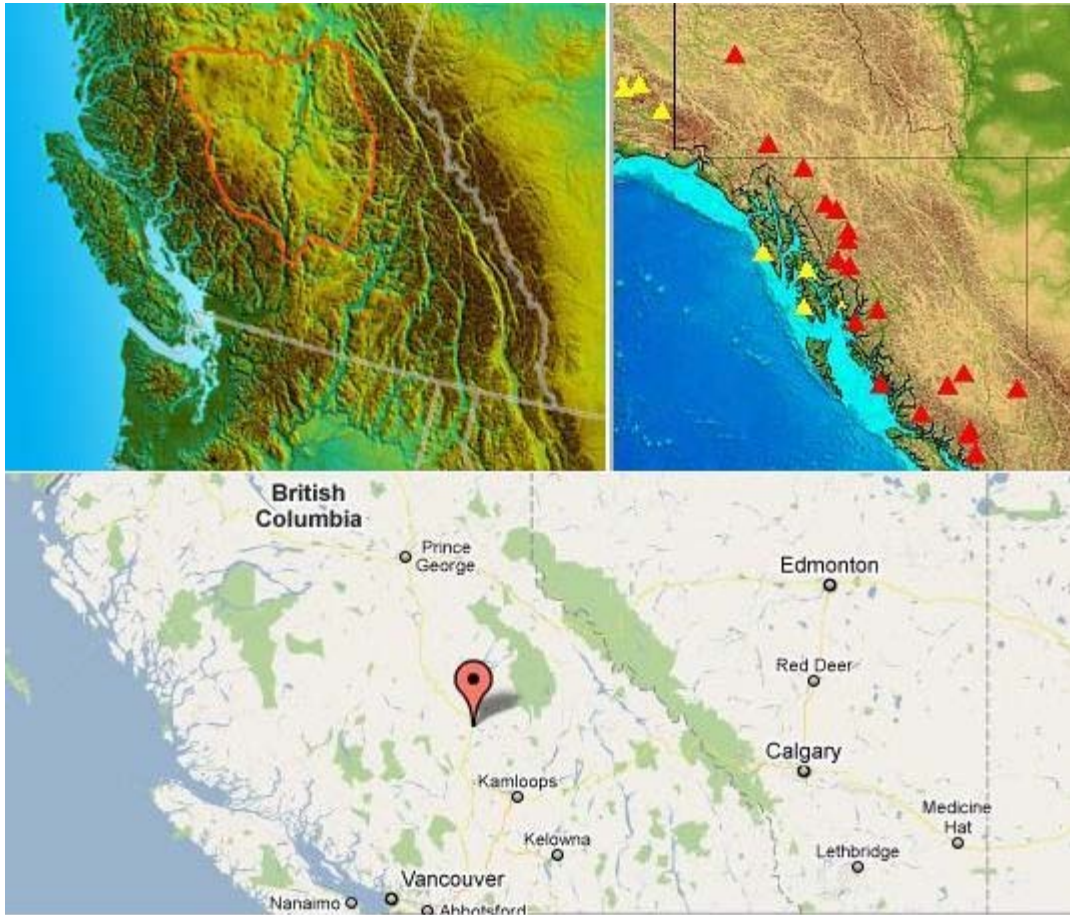 British
Columbia
Prince
George
Edmonton
Red Deer
Calgary
Kamloops
Medicine
Hat
Kelowna
Lethbridge
Vancouver
Nanaimo
Abbotsford